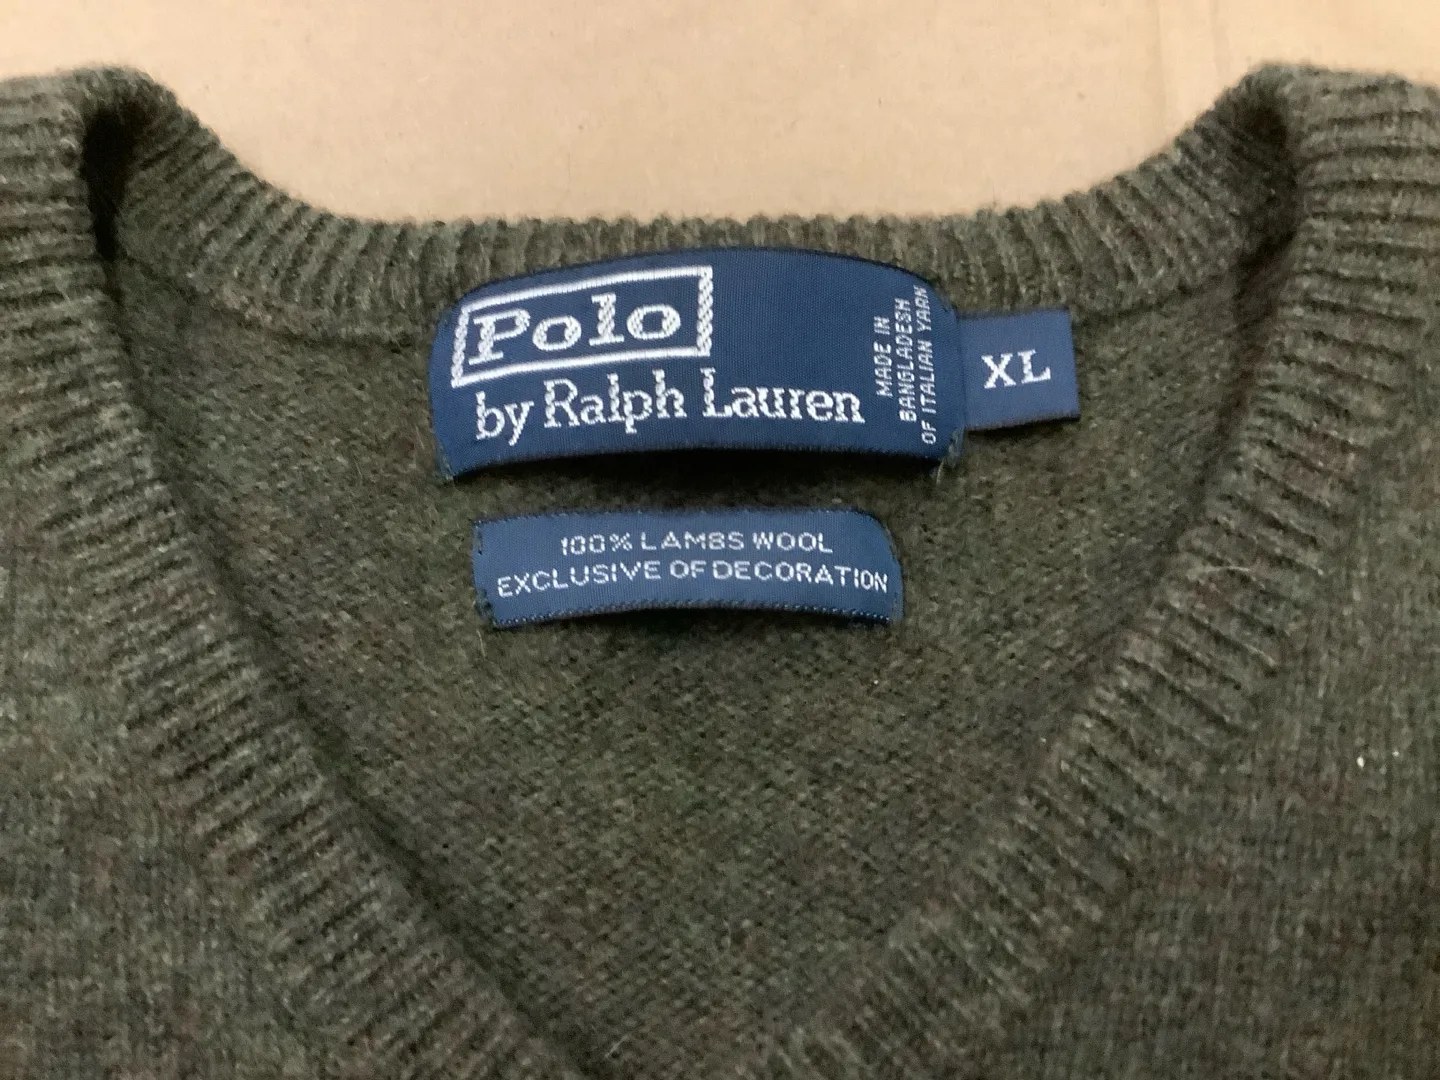 Polo
by Ralph Lauren
MADE IN
BANGLADESH
OF ITALIAN YARN
XL
100% LAMBS WOOL
EXCLUSIVE OF DECORATION